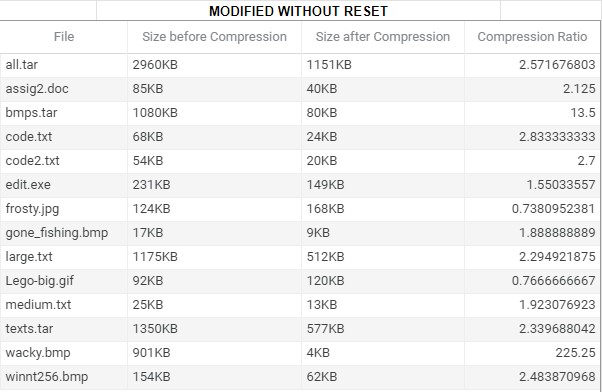 MODIFIED WITHOUT RESET
File Size before Compression Size after Compression Compression Ratio
all.tar 2960KB 1151KB 2.571676803
assig2.doc 85KB 40KB 2.125
bmps.tar 1080KB 80KB 13.5
code.txt 68KB 24KB 2.833333333
code2.txt 54KB 20KB 2.7
edit.exe 231KB 149KB 1.55033557
frosty.jpg 124KB 168KB 0.7380952381
gone_fishing.bmp 17KB 9KB 1.888888889
large.txt 1175KB 512KB 2.294921875
Lego-big.gif 92KB 120KB 0.7666666667
medium.txt 25KB 13KB 1.923076923
texts.tar 1350KB 577KB 2.339688042
wacky.bmp 901KB 4KB 225.25
winnt256.bmp 154KB 62KB 2.483870968